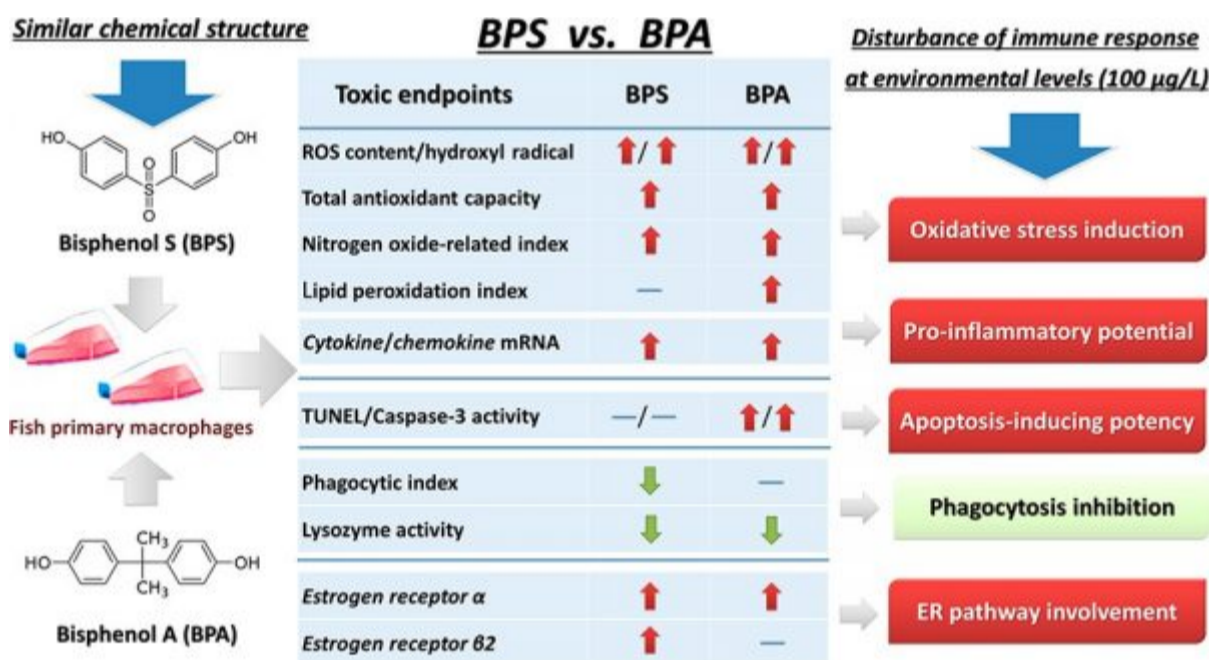 Similar chemical structure
HO
OH
O
S
O
Bisphenol S (BPS)
Fish primary macrophages
CH₃
HO
OH
CH₃
Bisphenol A (BPA)
BPS vs. BPA
Toxic endpoints BPS BPA
ROS content/hydroxyl radical / /
Total antioxidant capacity
Nitrogen oxide-related index
Lipid peroxidation index —
Cytokine/chemokine mRNA
TUNEL/Caspase-3 activity —/— /
Phagocytic index —
Lysozyme activity
Estrogen receptor α
Estrogen receptor β2 —
Disturbance of immune response
at environmental levels (100 µg/L)
Oxidative stress induction
Pro-inflammatory potential
Apoptosis-inducing potency
Phagocytosis inhibition
ER pathway involvement